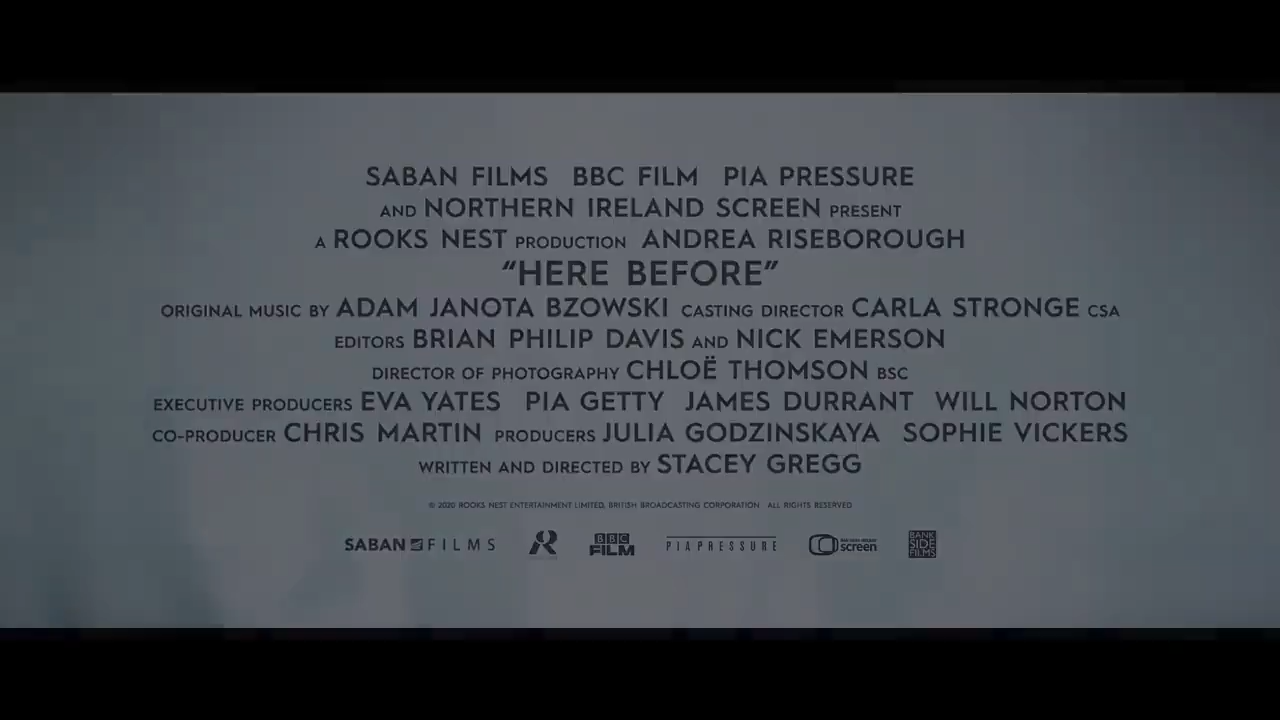 SABAN FILMS BBC FILM PIA PRESSURE
AND NORTHERN IRELAND SCREEN PRESENT
A ROOKS NEST PRODUCTION ANDREA RISEBOROUGH
"HERE BEFORE"
ORIGINAL MUSIC BY ADAM JANOTA BZOWSKI CASTING DIRECTOR CARLA STRONGE CSA
EDITORS BRIAN PHILIP DAVIS AND NICK EMERSON
DIRECTOR OF PHOTOGRAPHY CHLOË THOMSON BSC
EXECUTIVE PRODUCERS EVA YATES PIA GETTY JAMES DURRANT WILL NORTON
CO-PRODUCER CHRIS MARTIN PRODUCERS JULIA GODZINSKAYA SOPHIE VICKERS
WRITTEN AND DIRECTED BY STACEY GREGG
© 2020 ROOKS NEST ENTERTAINMENT LIMITED, BRITISH BROADCASTING CORPORATION ALL RIGHTS RESERVED
SABAN FILMS R BBC FILM PIA PRESSURE screen BANK SIDE FILMS